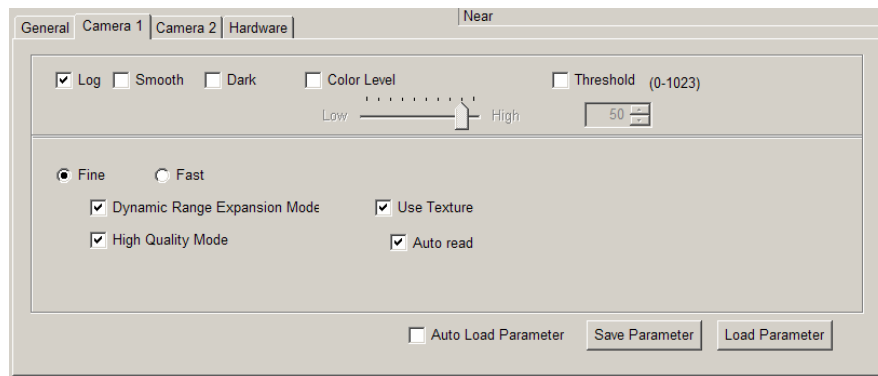 Near
General Camera 1 Camera 2 Hardware
Log Smooth Dark Color Level Threshold (0-1023)
Low High 50
Fine Fast
Dynamic Range Expansion Mode Use Texture
High Quality Mode Auto read
Auto Load Parameter Save Parameter Load Parameter